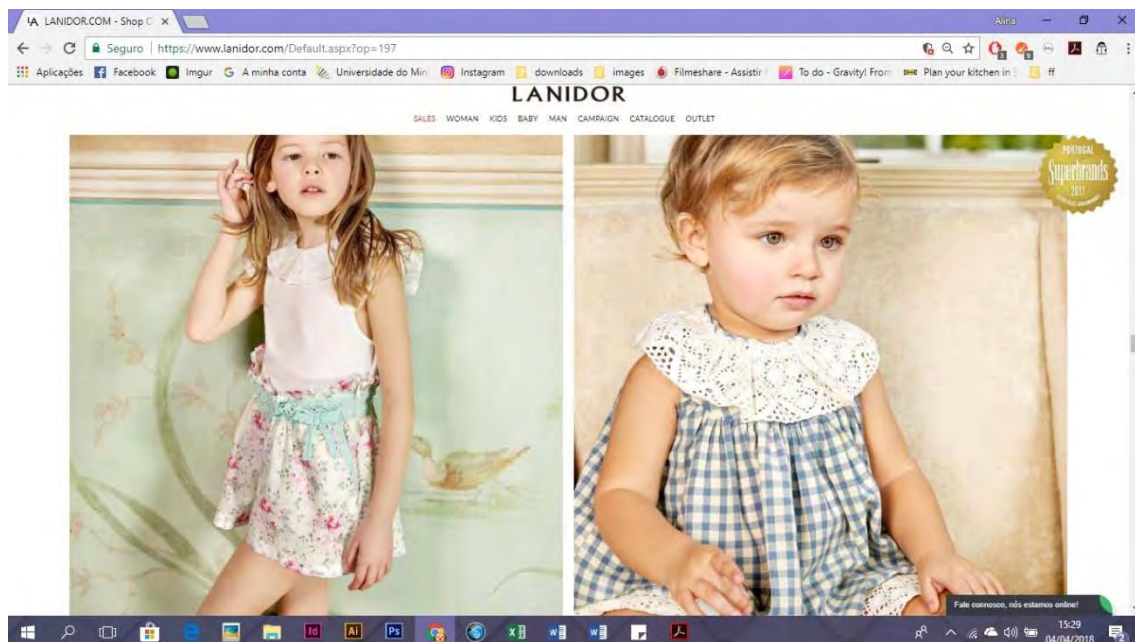 LANIDOR.COM - Shop O
Alina
Seguro | https://www.lanidor.com/Default.aspx?op=197
Aplicações Facebook Imgur A minha conta Universidade do Min Instagram downloads images Filmeshare - Assistir To do - Gravity! From Plan your kitchen in ff
LANIDOR
SALES WOMAN KIDS BABY MAN CAMPAIGN CATALOGUE OUTLET
PORTUGAL
Superbrands
2017
Fale connosco, nós estamos online!
15:29
04/04/2018